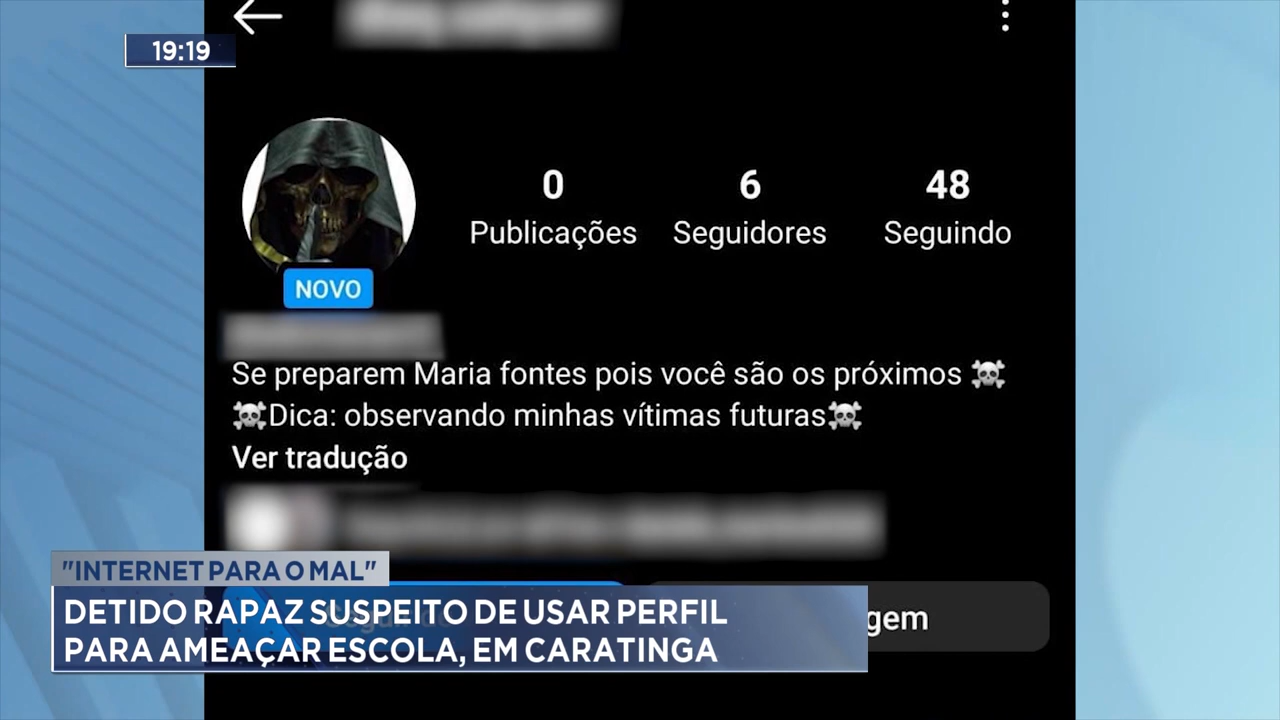 19:19
0
6
48
Publicações
Seguidores
Seguindo
NOVO
Se preparem Maria fontes pois você são os próximos ☠️
☠️Dica: observando minhas vítimas futuras☠️
Ver tradução
"INTERNET PARA O MAL"
DETIDO RAPAZ SUSPEITO DE USAR PERFIL
PARA AMEAÇAR ESCOLA, EM CARATINGA
gem